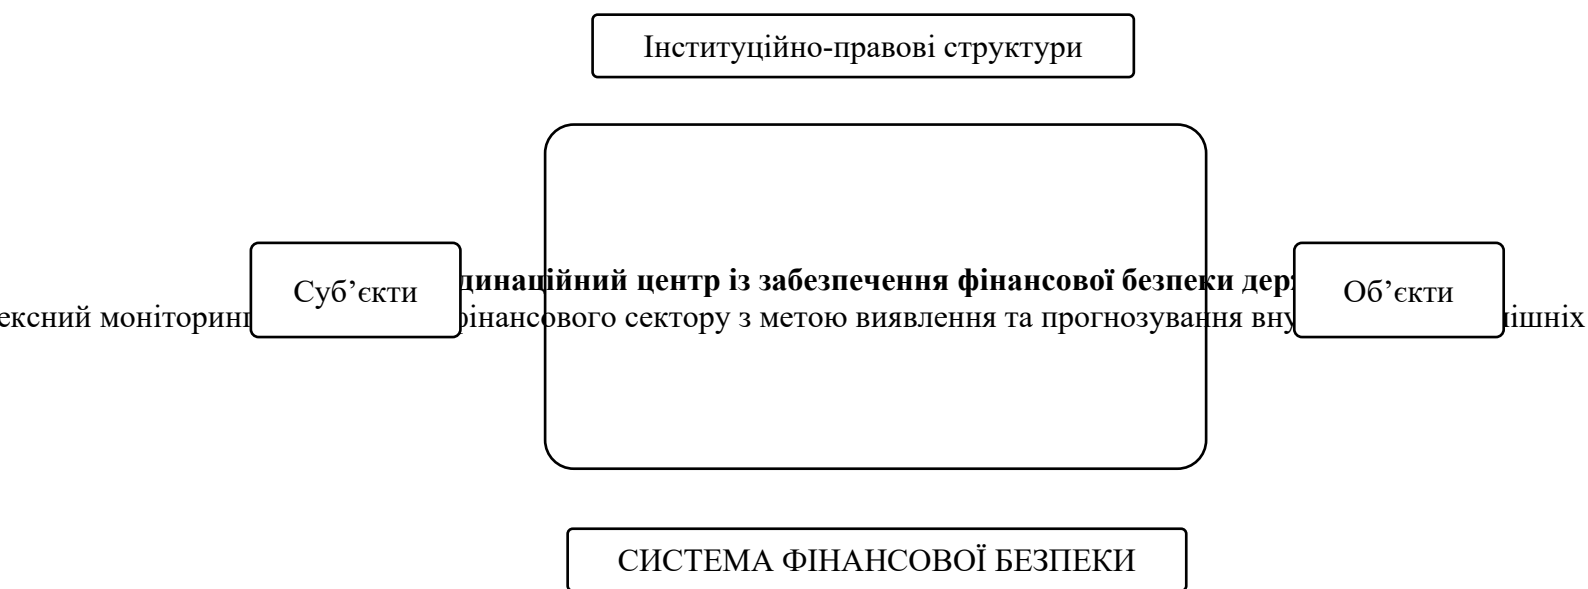 Інституційно-правові структури
динаційний центр із забезпечення фінансової безпеки дер
Суб’єкти
Об’єкти
ексний моніторинг фінансового сектору з метою виявлення та прогнозування вну ішніх
СИСТЕМА ФІНАНСОВОЇ БЕЗПЕКИ